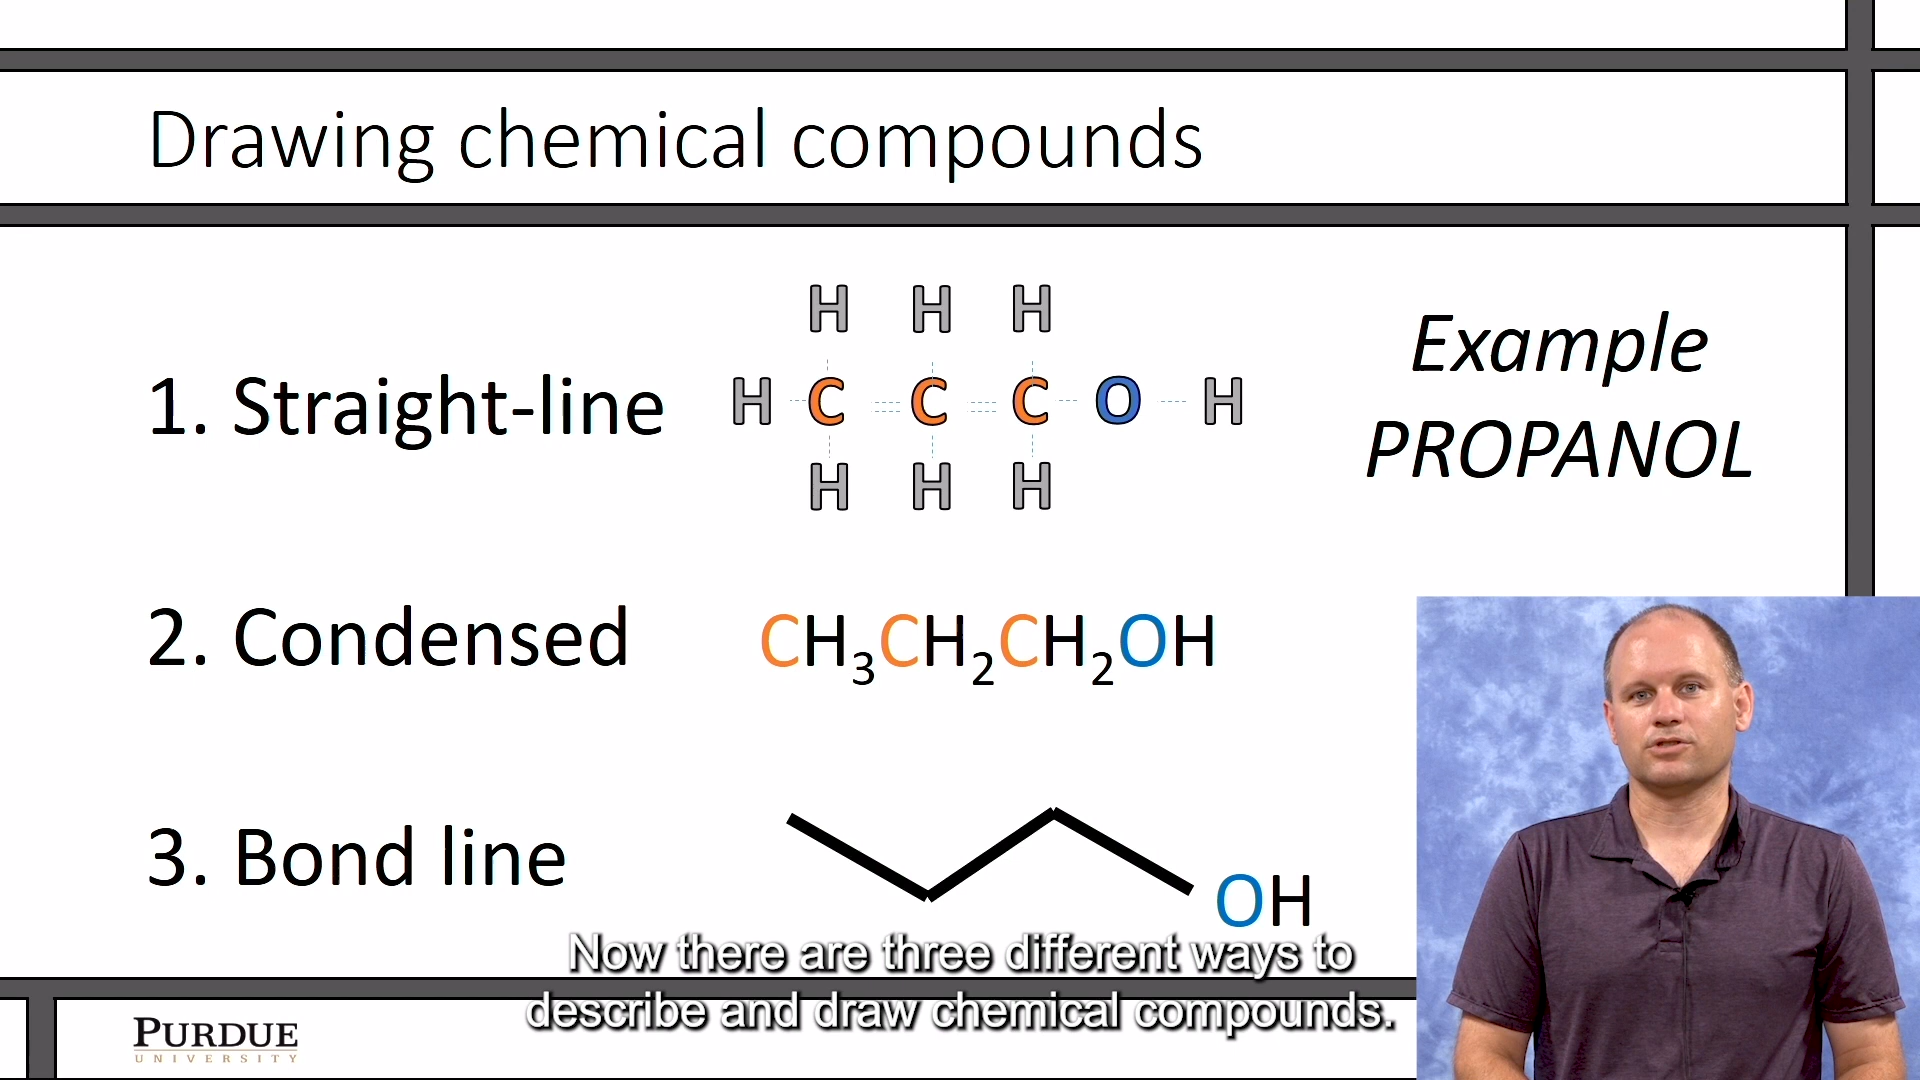 Drawing chemical compounds
H H H
1. Straight-line H C C C O H
H H H
Example
PROPANOL
2. Condensed CH₃CH₂CH₂OH
3. Bond line OH
Now there are three different ways to
describe and draw chemical compounds.
PURDUE
UNIVERSITY